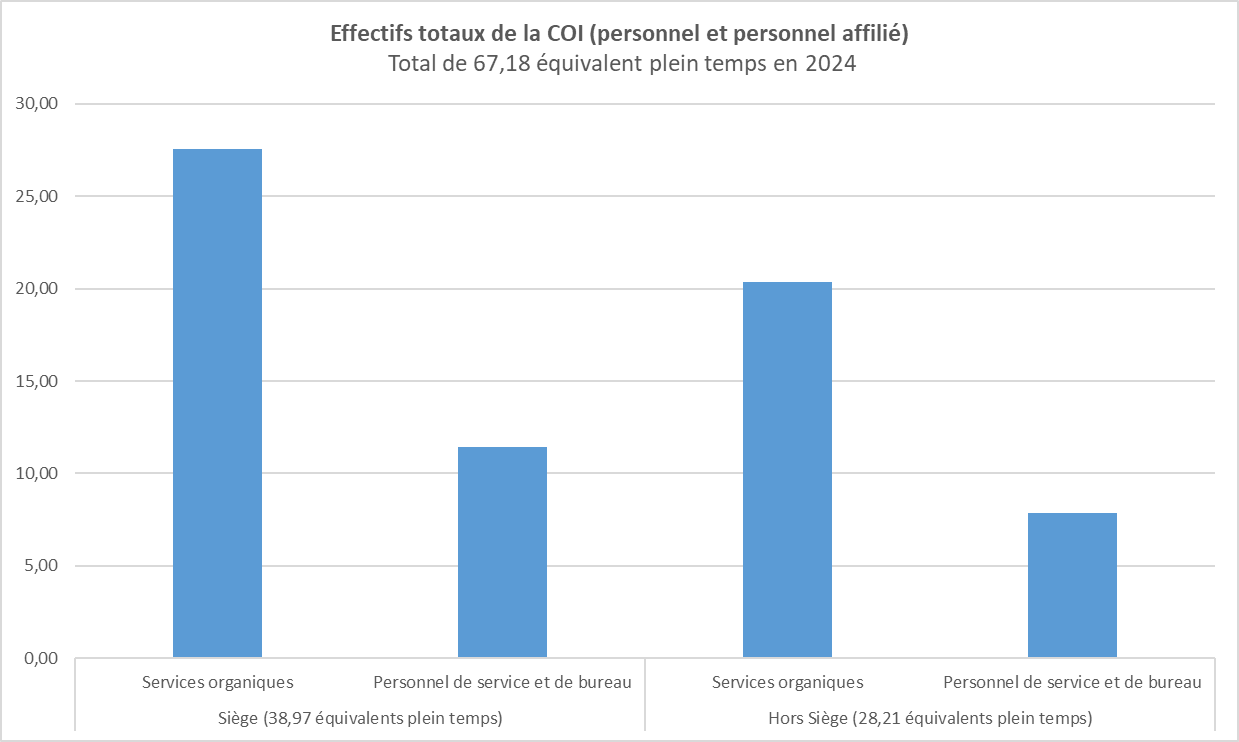 Effectifs totaux de la COI (personnel et personnel affilié)
Total de 67,18 équivalent plein temps en 2024
30,00
25,00
20,00
15,00
10,00
5,00
0,00
Services organiques
Personnel de service et de bureau
Services organiques
Personnel de service et de bureau
Siège (38,97 équivalents plein temps)
Hors Siège (28,21 équivalents plein temps)